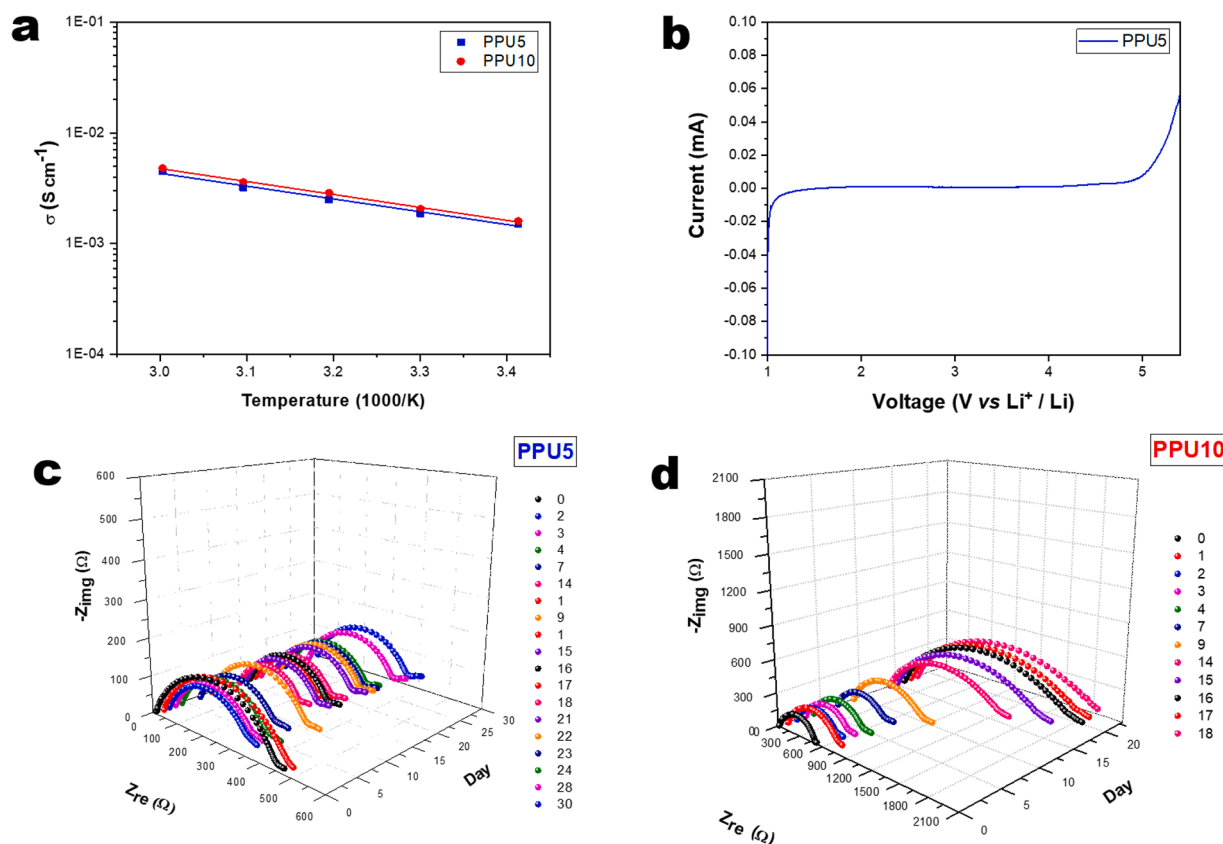 a
1E-01
1E-02
1E-03
1E-04
σ (S cm⁻¹)
3.0 3.1 3.2 3.3 3.4
Temperature (1000/K)
PPU5
PPU10
b
0.10
0.08
0.06
0.04
0.02
0.00
-0.02
-0.04
-0.06
-0.08
-0.10
Current (mA)
1 2 3 4 5
Voltage (V vs Li⁺ / Li)
PPU5
c
PPU5
600
500
400
300
200
100
0
-Zimg (Ω)
0 100 200 300 400 500 600
Zre (Ω)
0 5 10 15 20 25 30
Day
0
2
3
4
7
14
1
9
1
15
16
17
18
21
22
23
24
28
30
d
PPU10
2100
1800
1500
1200
900
600
300
0
-Zimg (Ω)
0 300 600 900 1200 1500 1800 2100
Zre (Ω)
0 5 10 15 20
Day
0
1
2
3
4
7
9
14
15
16
17
18